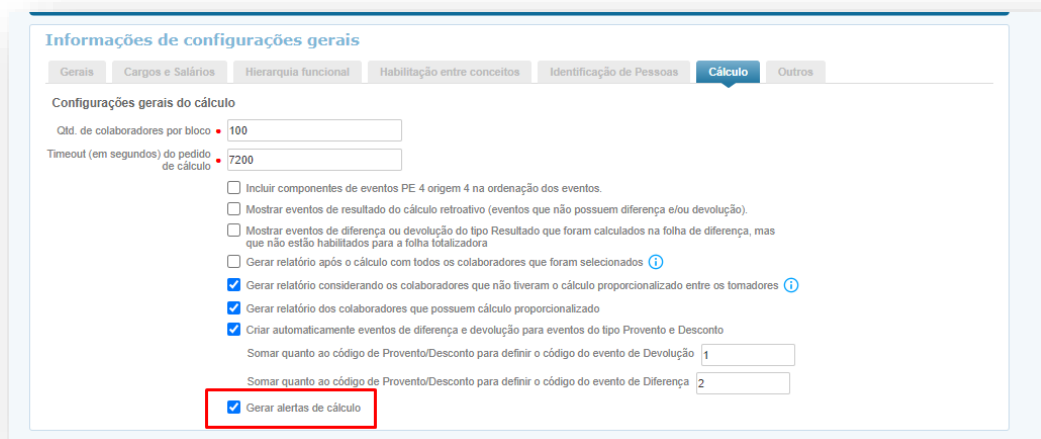 Informações de configurações gerais
Gerais Cargos e Salários Hierarquia funcional Habilitação entre conceitos Identificação de Pessoas Cálculo Outros
Configurações gerais do cálculo
Qtd. de colaboradores por bloco 100
Timeout (em segundos) do pedido
de cálculo 7200
Incluir componentes de eventos PE 4 origem 4 na ordenação dos eventos.
Mostrar eventos de resultado do cálculo retroativo (eventos que não possuem diferença e/ou devolução).
Mostrar eventos de diferença ou devolução do tipo Resultado que foram calculados na folha de diferença, mas
que não estão habilitados para a folha totalizadora
Gerar relatório após o cálculo com todos os colaboradores que foram selecionados
Gerar relatório considerando os colaboradores que não tiveram o cálculo proporcionalizado entre os tomadores
Gerar relatório dos colaboradores que possuem cálculo proporcionalizado
Criar automaticamente eventos de diferença e devolução para eventos do tipo Provento e Desconto
Somar quanto ao código de Provento/Desconto para definir o código do evento de Devolução 1
Somar quanto ao código de Provento/Desconto para definir o código do evento de Diferença 2
Gerar alertas de cálculo